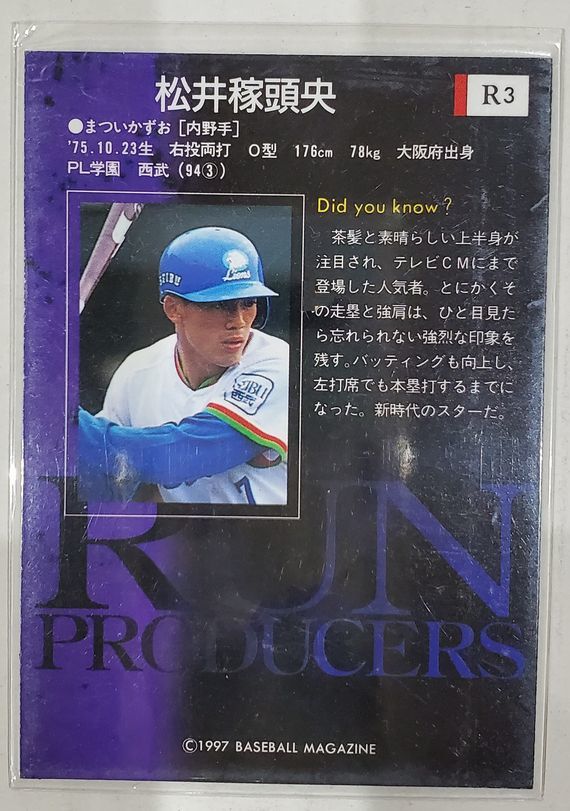 松井稼頭央
R3
●まついかずお［内野手］
'75.10.23生 右投両打 O型 176cm 78kg 大阪府出身
PL学園 西武（94③）
Did you know?
茶髪と素晴らしい上半身が
注目され、テレビCMにまで
登場した人気者。とにかくそ
の走塁と強肩は、ひと目見た
ら忘れられない強烈な印象を
残す。バッティングも向上し、
左打席でも本塁打するまでに
なった。新時代のスターだ。
Lions
SEIBU
SEIBU
西武
7
RUN
PRODUCERS
©1997 BASEBALL MAGAZINE